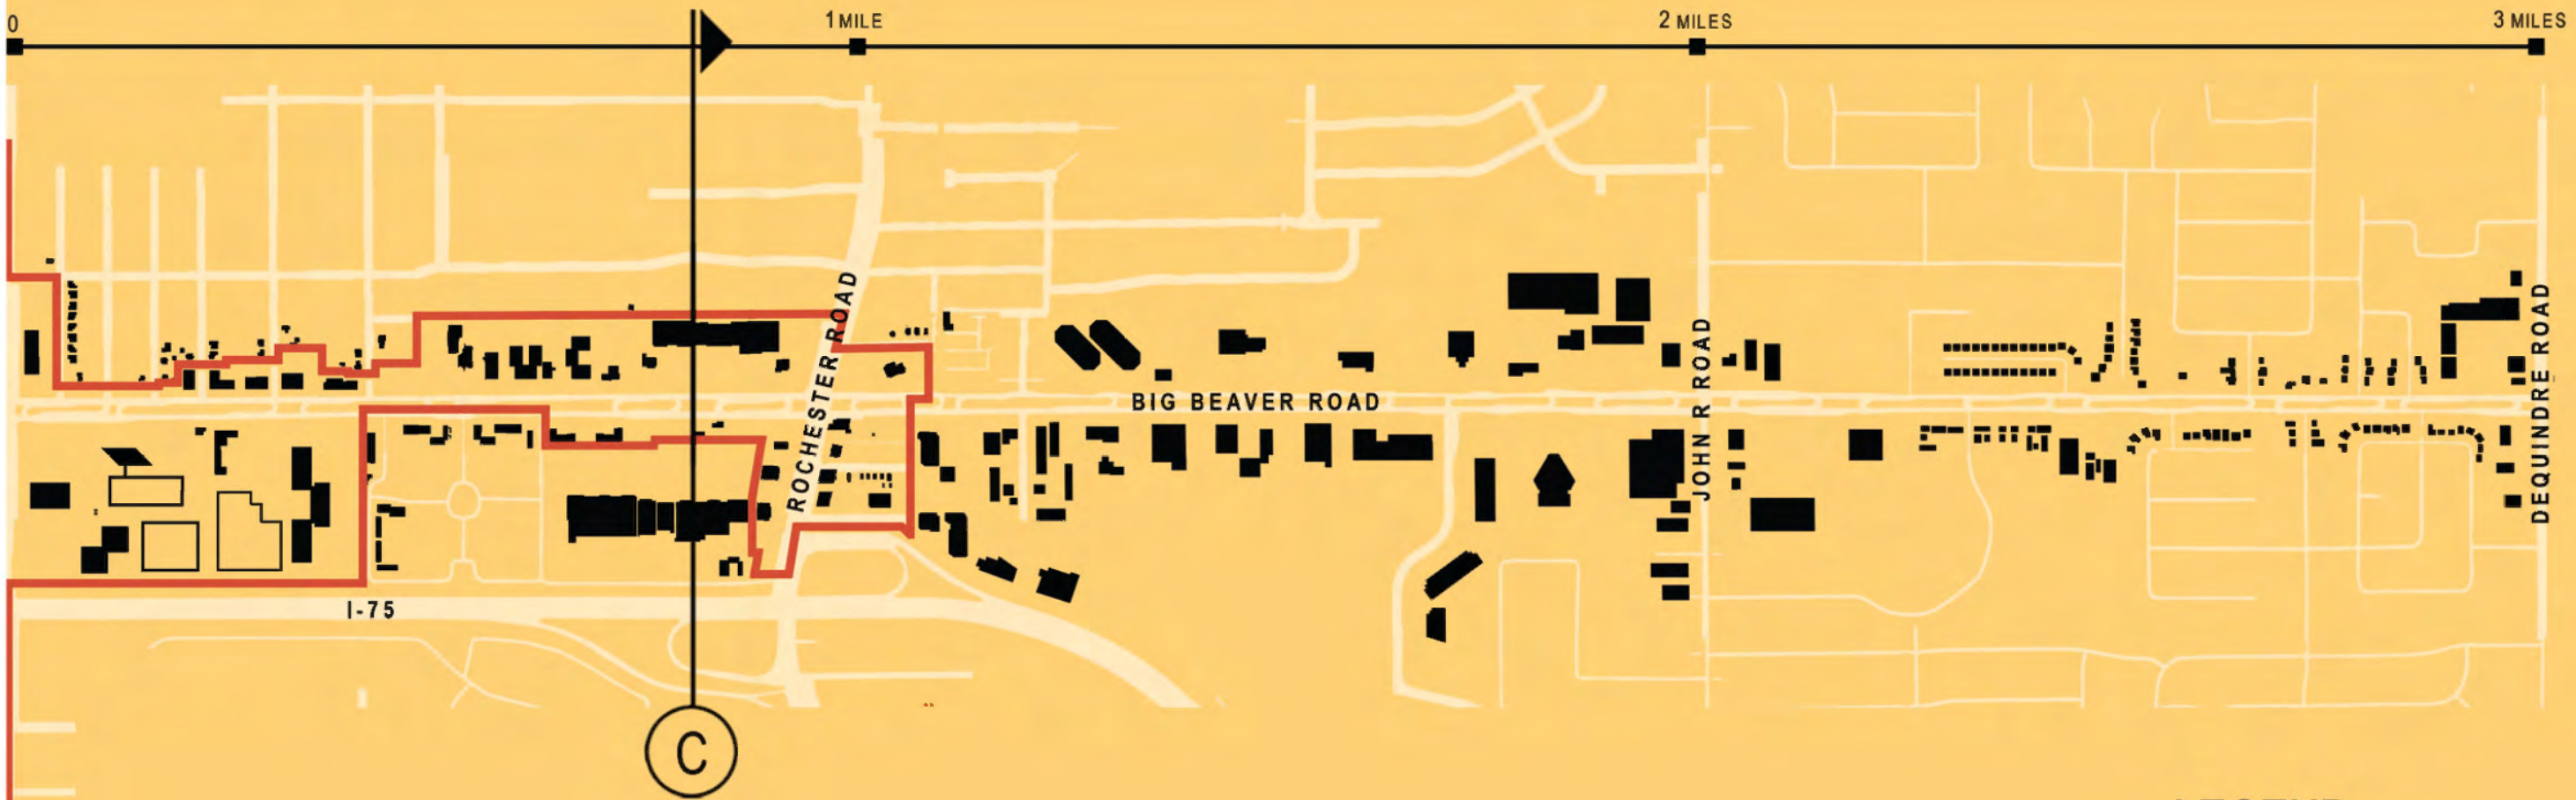 0
1 MILE
2 MILES
3 MILES
ROCHESTER ROAD
BIG BEAVER ROAD
JOHN R ROAD
DEQUINDRE ROAD
I-75
C